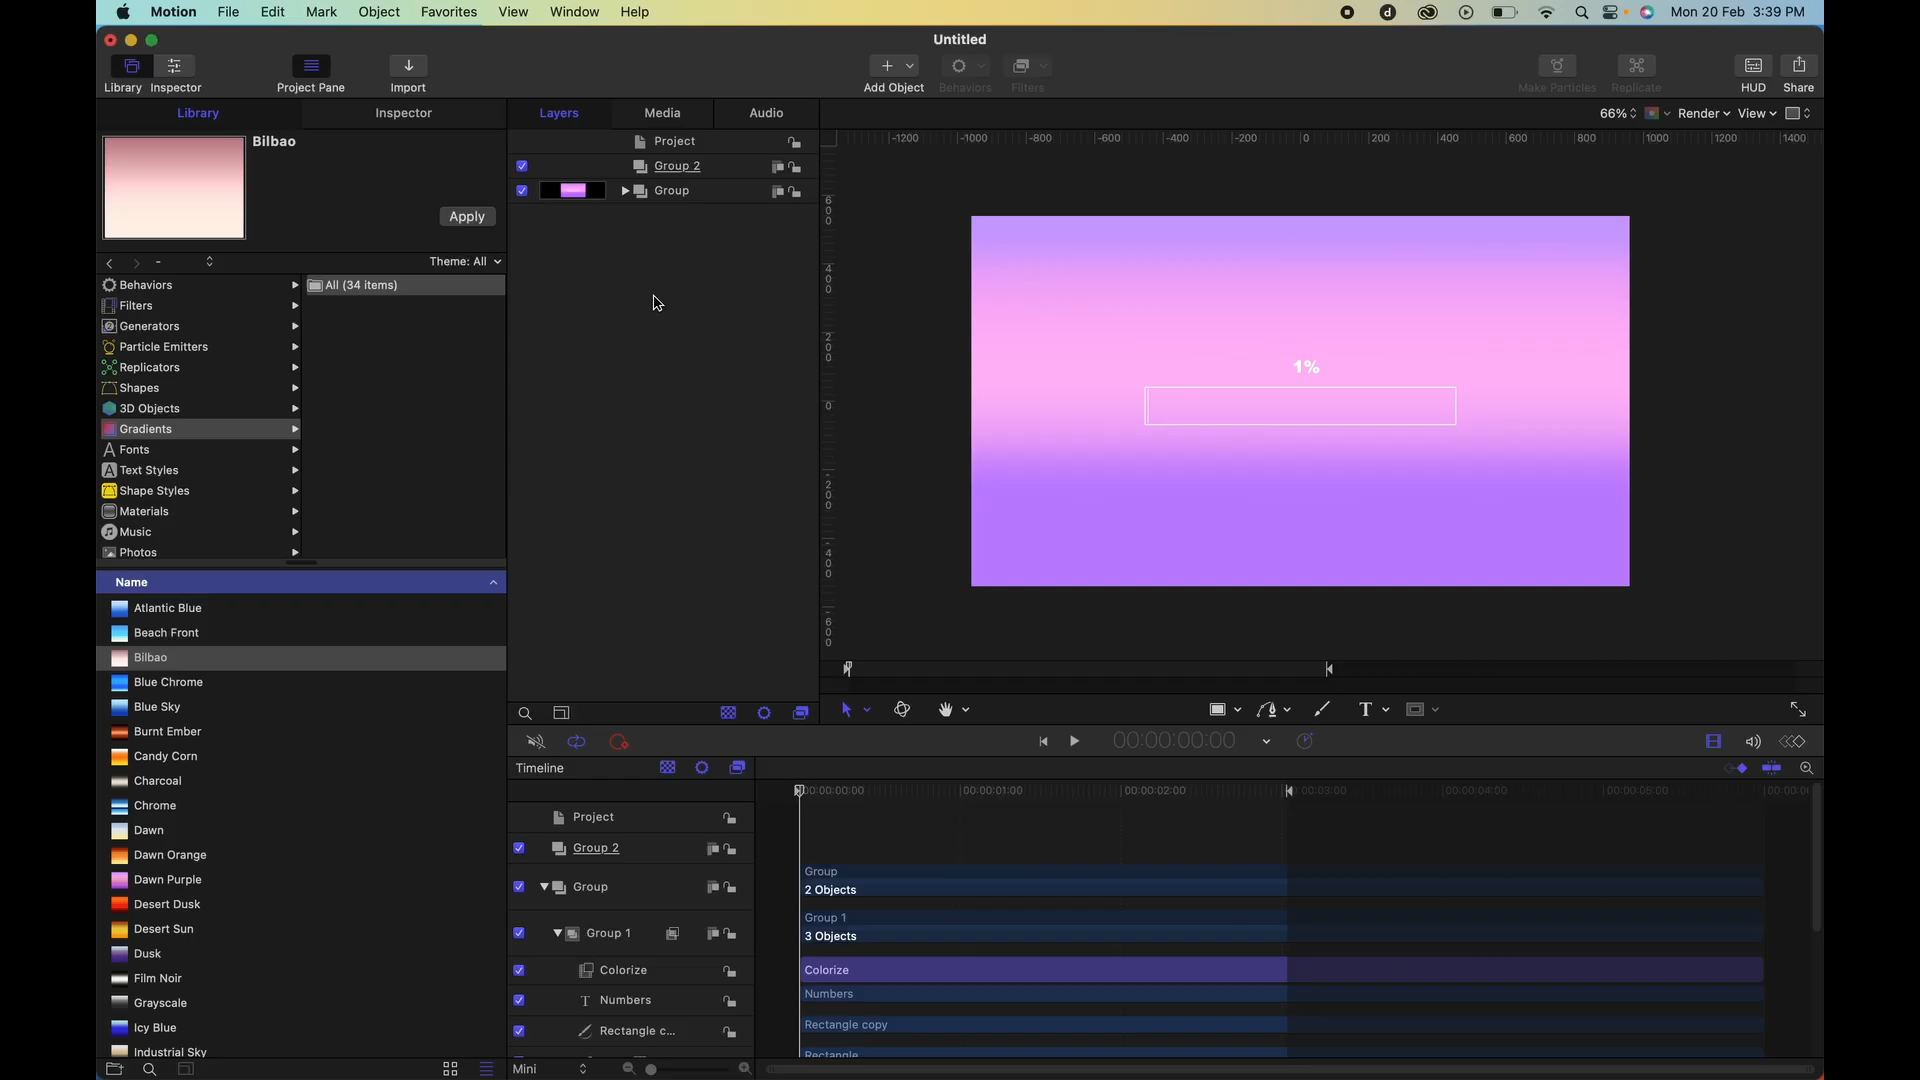 Motion File Edit Mark Object Favorites View Window Help Mon 20 Feb 3:39 PM
Untitled
Library Inspector Project Pane Import Add Object Behaviors Filters Make Particles Replicate HUD Share
Library Inspector Layers Media Audio 66% Render View
-1200 -1000 -800 -600 -400 -200 0 200 400 600 800 1000 1200 1400
Bilbao
Apply
Theme: All
Project
Group 2
Group
Behaviors
Filters
Generators
Particle Emitters
Replicators
Shapes
3D Objects
Gradients
Fonts
Text Styles
Shape Styles
Materials
Music
Photos
All (34 items)
600
400
200
0
-200
-400
-600
1%
Name
Atlantic Blue
Beach Front
Bilbao
Blue Chrome
Blue Sky
Burnt Ember
Candy Corn
Charcoal
Chrome
Dawn
Dawn Orange
Dawn Purple
Desert Dusk
Desert Sun
Dusk
Film Noir
Grayscale
Icy Blue
Industrial Sky
T
00:00:00:00
Timeline
00:00:00:00 00:00:01:00 00:00:02:00 00:00:03:00 00:00:04:00 00:00:05:00
Project
Group 2
Group
Group 1
Colorize
T Numbers
Rectangle c...
Group
2 Objects
Group 1
3 Objects
Colorize
Numbers
Rectangle copy
Rectangle
Mini